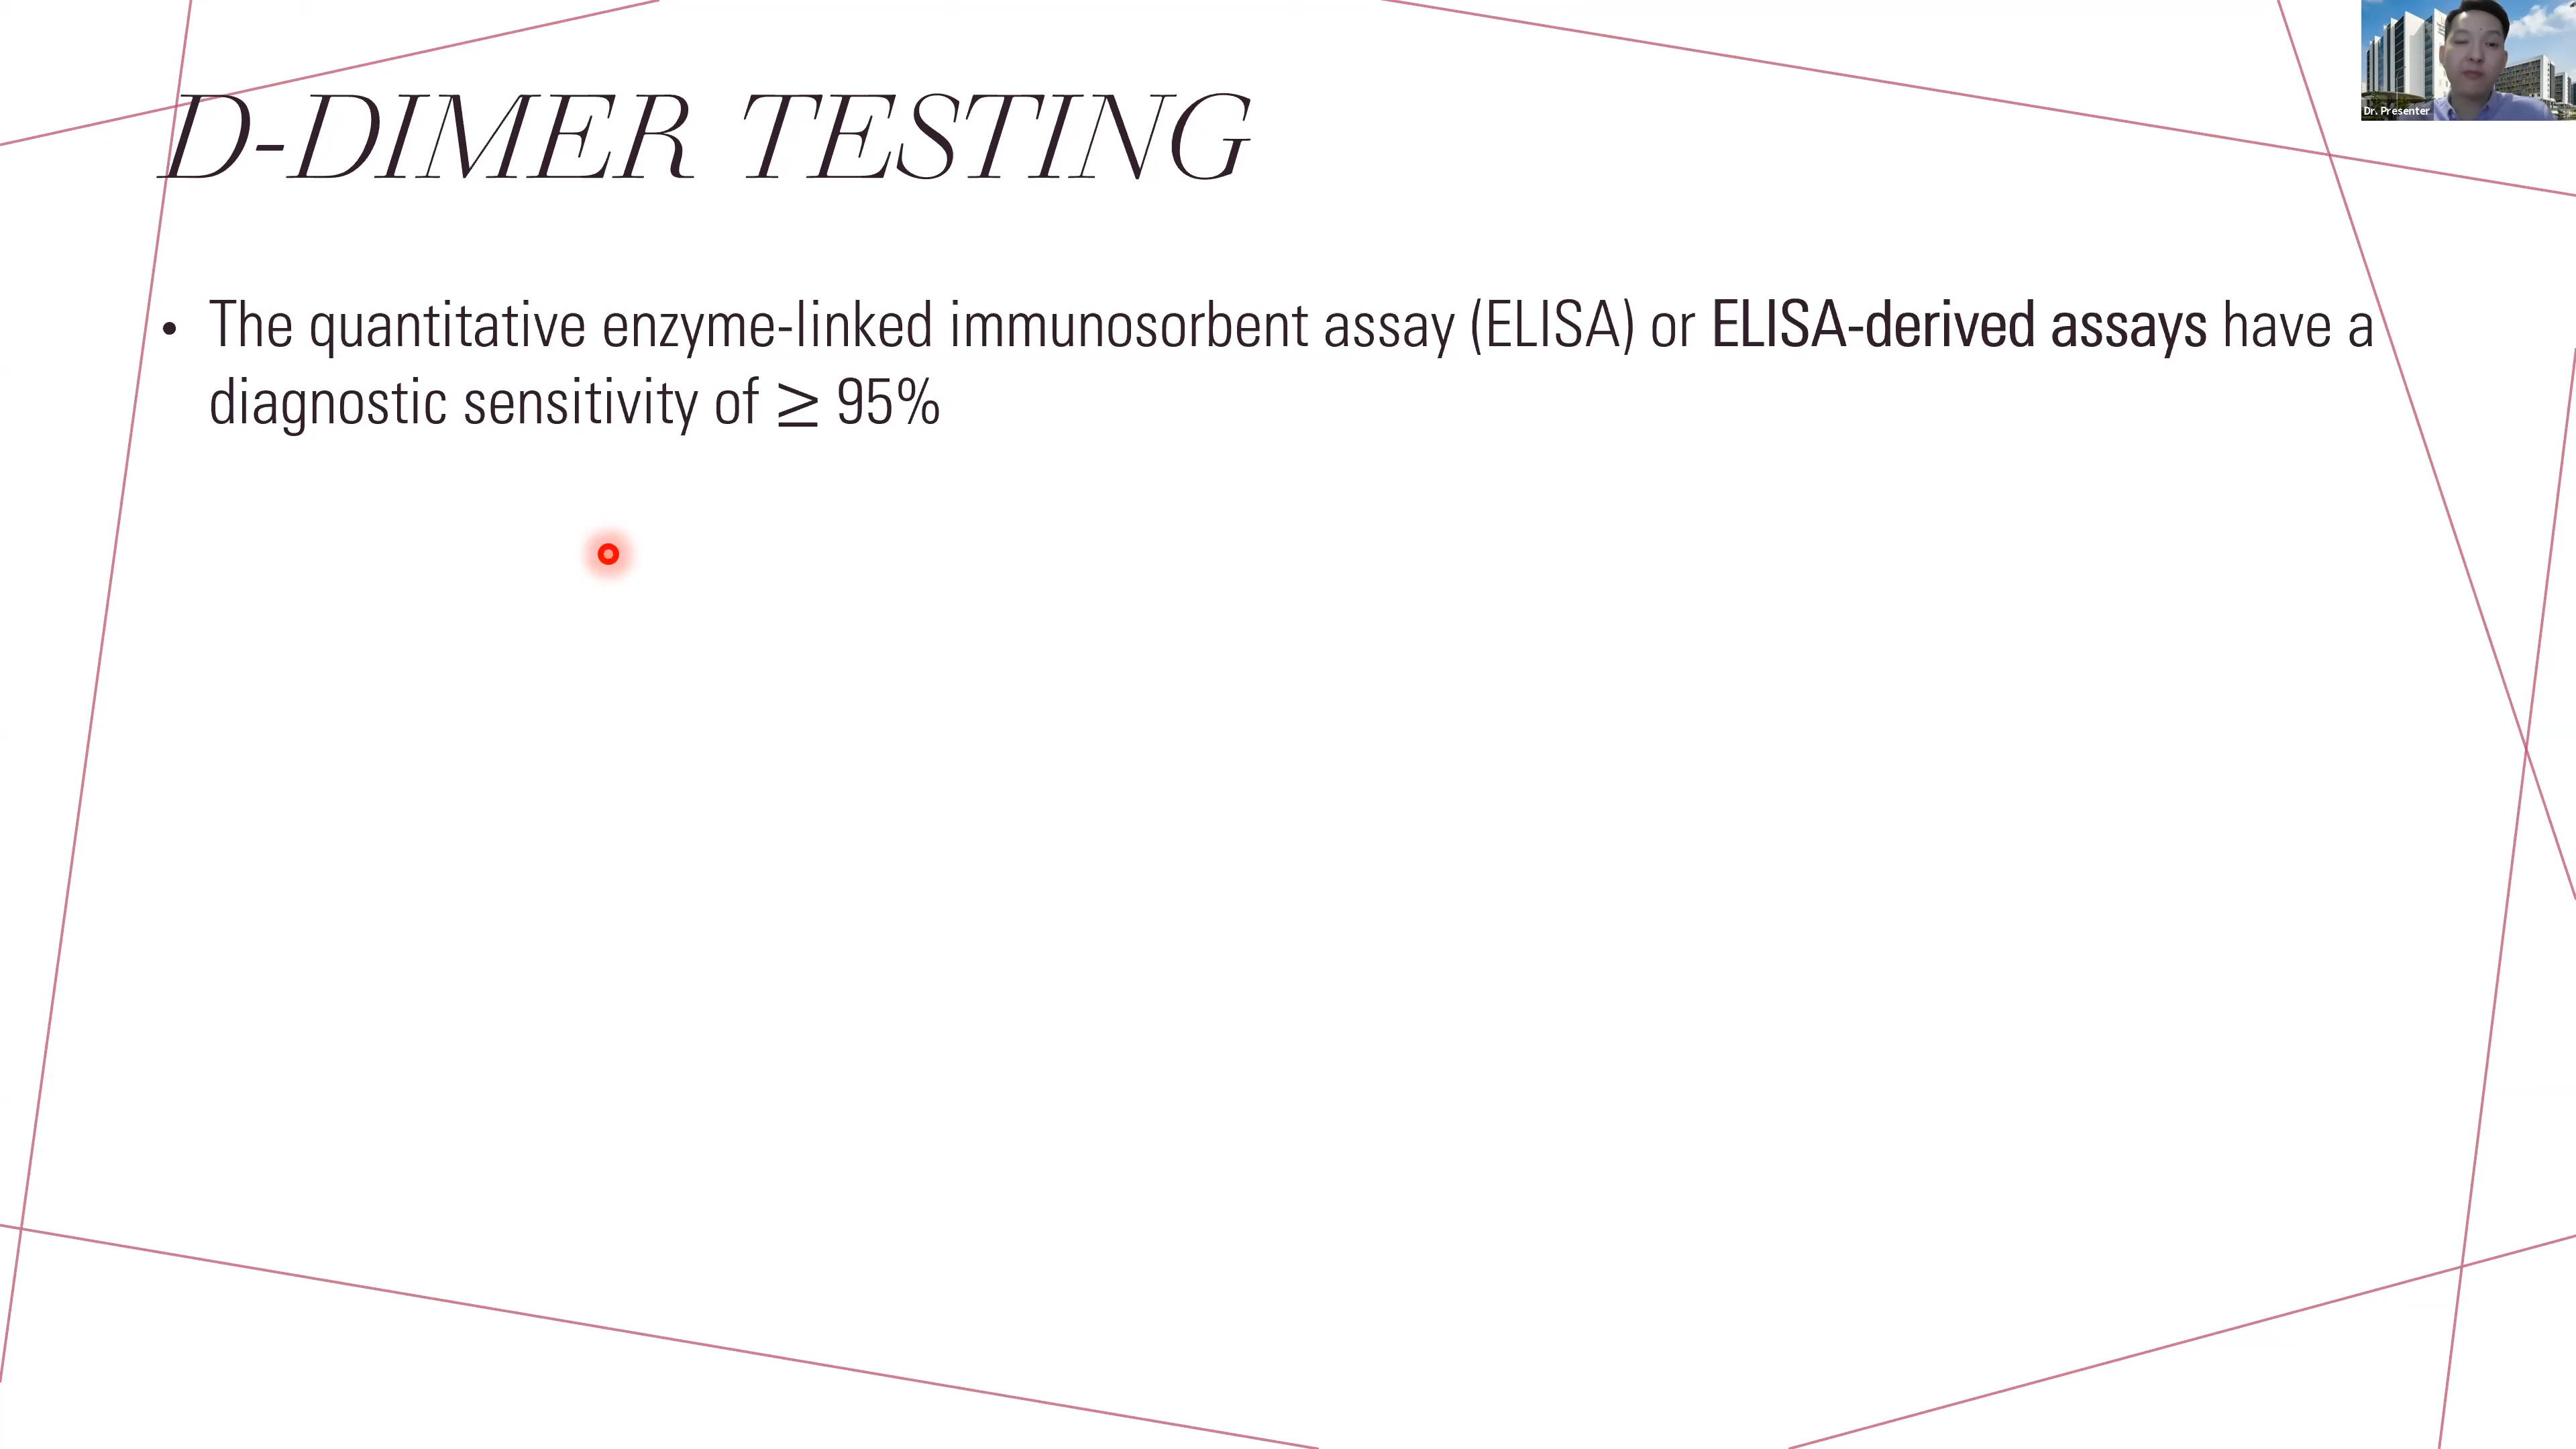 D-DIMER TESTING
• The quantitative enzyme-linked immunosorbent assay (ELISA) or ELISA-derived assays have a
diagnostic sensitivity of ≥ 95%
Dr. Presenter